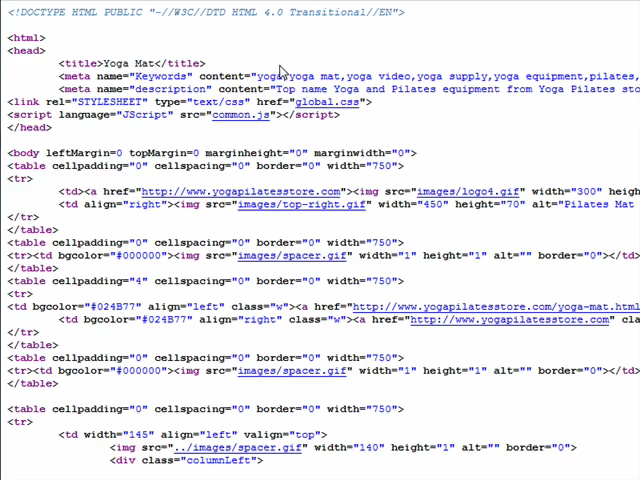 <!DOCTYPE HTML PUBLIC "-//W3C//DTD HTML 4.0 Transitional//EN">
<html>
<head>
<title>Yoga Mat</title>
<meta name="Keywords" content="yoga,yoga mat,yoga video,yoga supply,yoga equipment,pilates,
<meta name="description" content="Top name Yoga and Pilates equipment from Yoga Pilates sto
<link rel="STYLESHEET" type="text/css" href="global.css">
<script language="JScript" src="common.js"></script>
</head>
<body leftMargin=0 topMargin=0 marginheight="0" marginwidth="0">
<table cellpadding="0" cellspacing="0" border="0" width="750">
<tr>
<td><a href="http://www.yogapilatesstore.com"><img src="images/logo4.gif" width="300" heigh
<td align="right"><img src="images/top-right.gif" width="450" height="70" alt="Pilates Mat
</tr>
</table>
<table cellpadding="0" cellspacing="0" border="0" width="750">
<tr><td bgcolor="#000000"><img src="images/spacer.gif" width="1" height="1" alt="" border="0"></td>
</table>
<table cellpadding="4" cellspacing="0" border="0" width="750">
<tr>
<td bgcolor="#024B77" align="left" class="w"><a href="http://www.yogapilatesstore.com/yoga-mat.html
<td bgcolor="#024B77" align="right" class="w"><a href="http://www.yogapilatesstore.com" cla
</tr>
</table>
<table cellpadding="0" cellspacing="0" border="0" width="750">
<tr><td bgcolor="#000000"><img src="images/spacer.gif" width="1" height="1" alt="" border="0"></td>
</table>
<table cellpadding="0" cellspacing="0" border="0" width="750">
<tr>
<td width="145" align="left" valign="top">
<img src="../images/spacer.gif" width="140" height="1" alt="" border="0">
<div class="columnLeft">